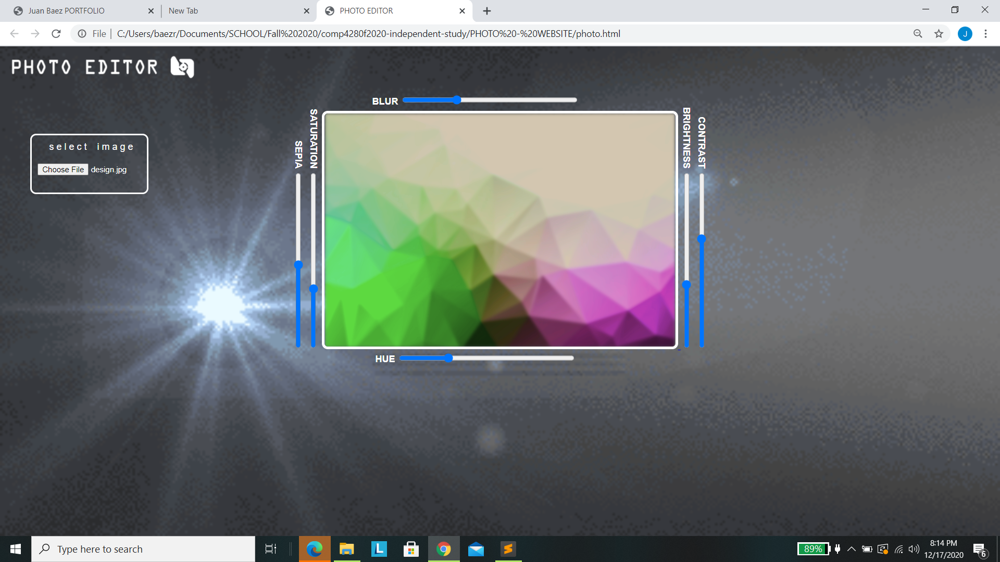 Juan Baez PORTFOLIO
New Tab
PHOTO EDITOR
File
C:/Users/baezr/Documents/SCHOOL/Fall%202020/comp4280f2020-independent-study/PHOTO%20-%20WEBSITE/photo.html
J
PHOTO EDITOR
BLUR
select image
Choose File design.jpg
SEPIA
SATURATION
BRIGHTNESS
CONTRAST
HUE
Type here to search
L
89%
8:14 PM
12/17/2020
6